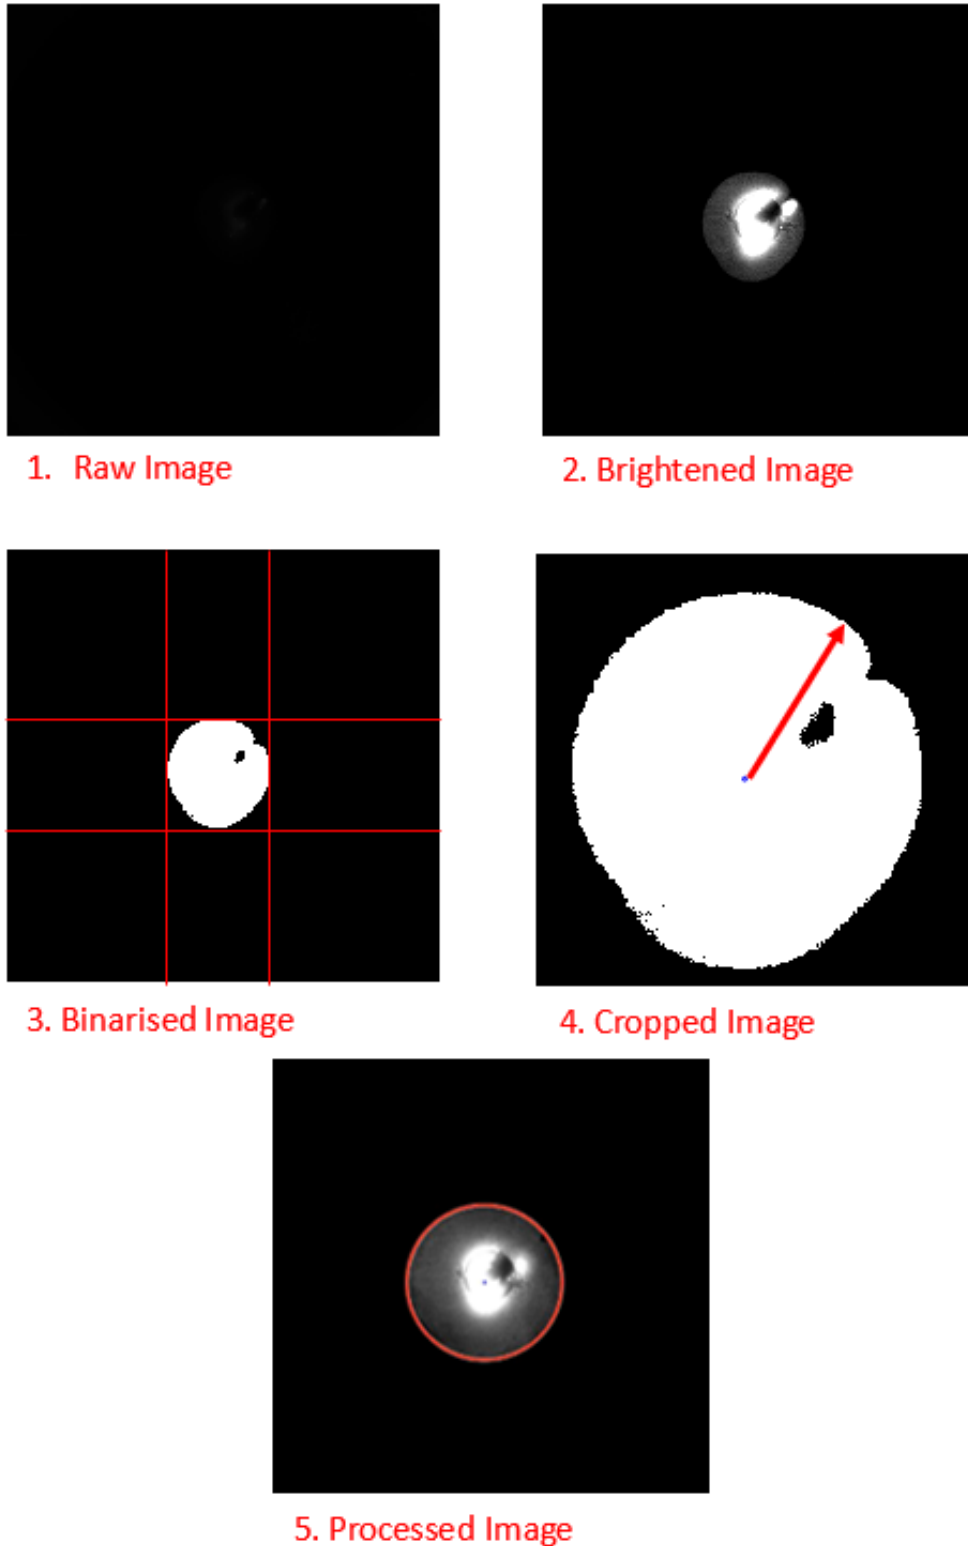 1. Raw Image
2. Brightened Image
3. Binarised Image
4. Cropped Image
5. Processed Image